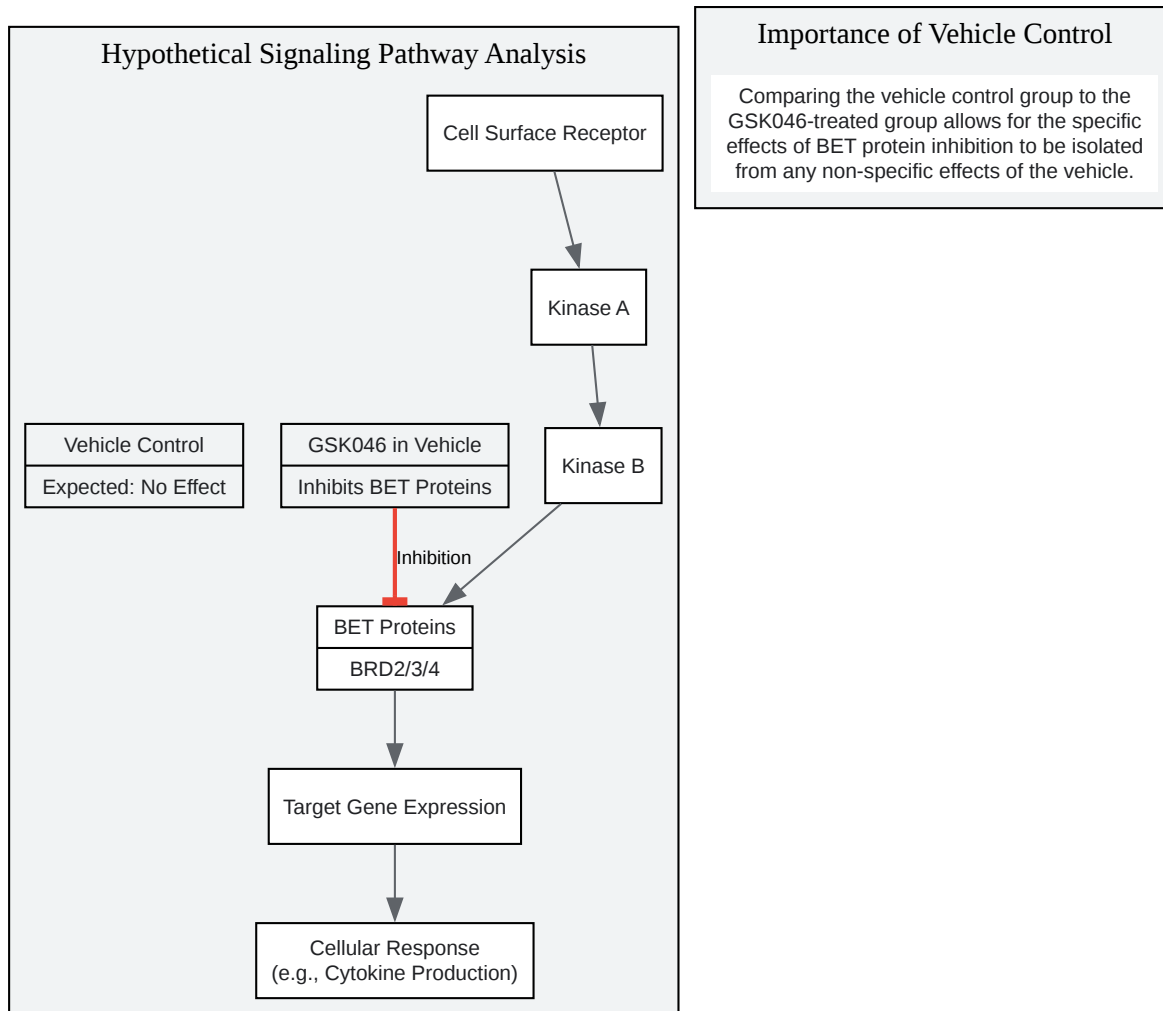 Hypothetical Signaling Pathway Analysis
Cell Surface Receptor
Kinase A
Vehicle Control
Expected: No Effect
GSK046 in Vehicle
Inhibits BET Proteins
Kinase B
Inhibition
BET Proteins
BRD2/3/4
Target Gene Expression
Cellular Response
(e.g., Cytokine Production)
Importance of Vehicle Control
Comparing the vehicle control group to the
GSK046-treated group allows for the specific
effects of BET protein inhibition to be isolated
from any non-specific effects of the vehicle.